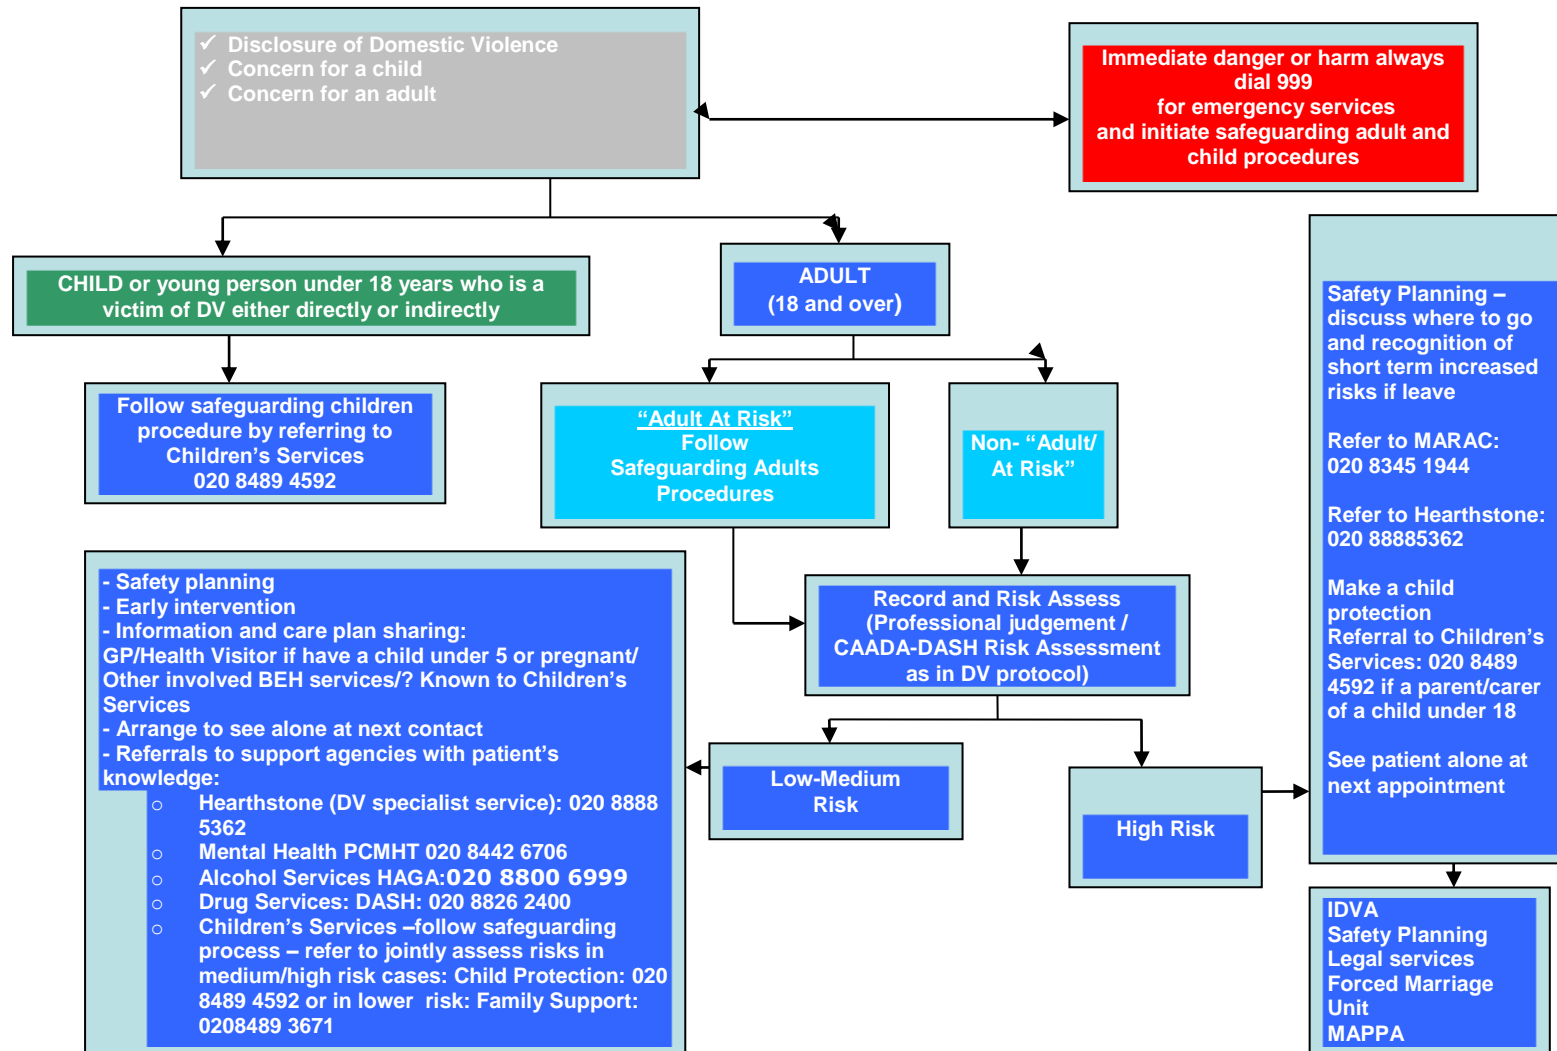 ✓ Disclosure of Domestic Violence
✓ Concern for a child
✓ Concern for an adult
Immediate danger or harm always
dial 999
for emergency services
and initiate safeguarding adult and
child procedures
CHILD or young person under 18 years who is a
victim of DV either directly or indirectly
ADULT
(18 and over)
Follow safeguarding children
procedure by referring to
Children’s Services
020 8489 4592
“Adult At Risk”
Follow
Safeguarding Adults
Procedures
Non- “Adult/
At Risk”
Record and Risk Assess
(Professional judgement /
CAADA-DASH Risk Assessment
as in DV protocol)
Low-Medium
Risk
High Risk
- Safety planning
- Early intervention
- Information and care plan sharing:
GP/Health Visitor if have a child under 5 or pregnant/
Other involved BEH services/? Known to Children’s
Services
- Arrange to see alone at next contact
- Referrals to support agencies with patient’s
knowledge:
o Hearthstone (DV specialist service): 020 8888
5362
o Mental Health PCMHT 020 8442 6706
o Alcohol Services HAGA:020 8800 6999
o Drug Services: DASH: 020 8826 2400
o Children’s Services –follow safeguarding
process – refer to jointly assess risks in
medium/high risk cases: Child Protection: 020
8489 4592 or in lower risk: Family Support:
0208489 3671
Safety Planning –
discuss where to go
and recognition of
short term increased
risks if leave
Refer to MARAC:
020 8345 1944
Refer to Hearthstone:
020 88885362
Make a child
protection
Referral to Children’s
Services: 020 8489
4592 if a parent/carer
of a child under 18
See patient alone at
next appointment
IDVA
Safety Planning
Legal services
Forced Marriage
Unit
MAPPA